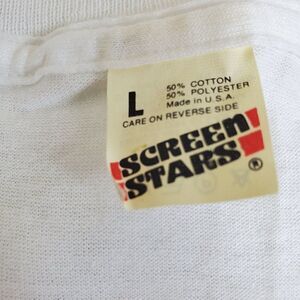 L
50% COTTON
50% POLYESTER
Made in U.S.A.
CARE ON REVERSE SIDE
SCREEN
STARS
®